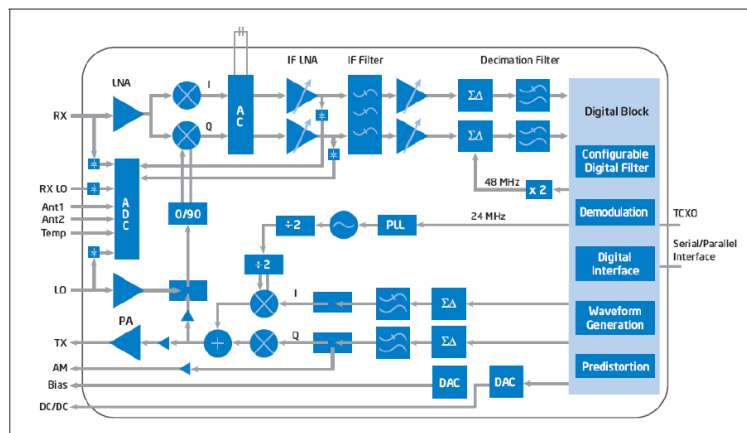 LNA
IF LNA
IF Filter
Decimation Filter
RX
I
Q
AC
ΣΔ
ΣΔ
Digital Block
Configurable
Digital Filter
48 MHz
x 2
RX LO
Ant1
Ant2
Temp
ADC
0/90
÷2
PLL
24 MHz
Demodulation
TCXO
÷2
Serial/Parallel
Interface
Digital
Interface
LO
I
ΣΔ
Waveform
Generation
PA
TX
+
Q
ΣΔ
AM
Predistortion
Bias
DAC
DAC
DC/DC